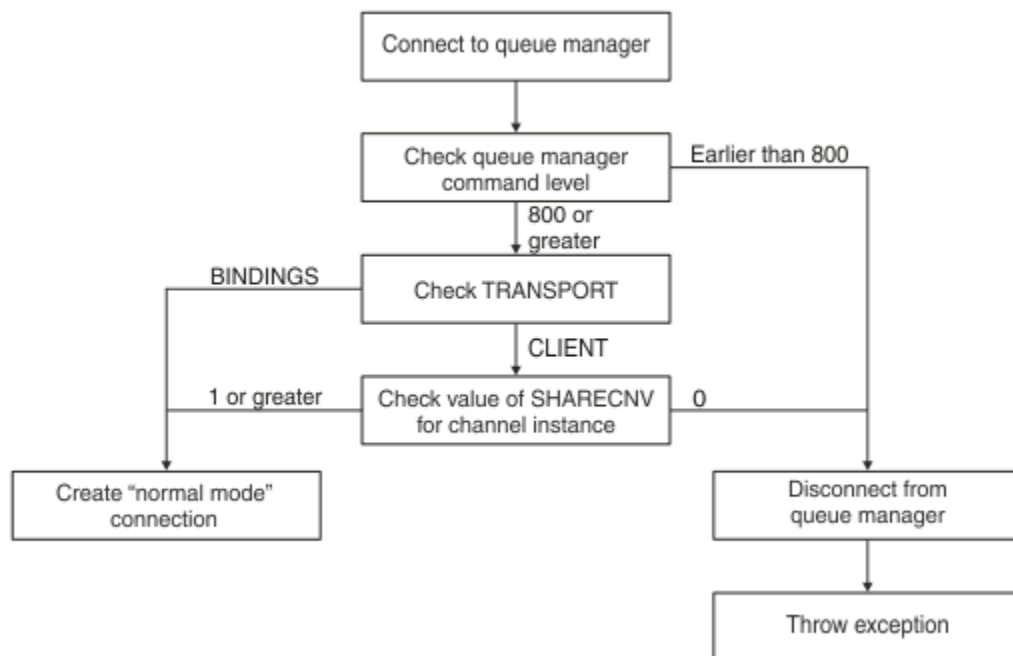 Connect to queue manager
Check queue manager
command level
Earlier than 800
800 or
greater
BINDINGS
Check TRANSPORT
CLIENT
1 or greater
Check value of SHARECNV
for channel instance
0
Create “normal mode”
connection
Disconnect from
queue manager
Throw exception